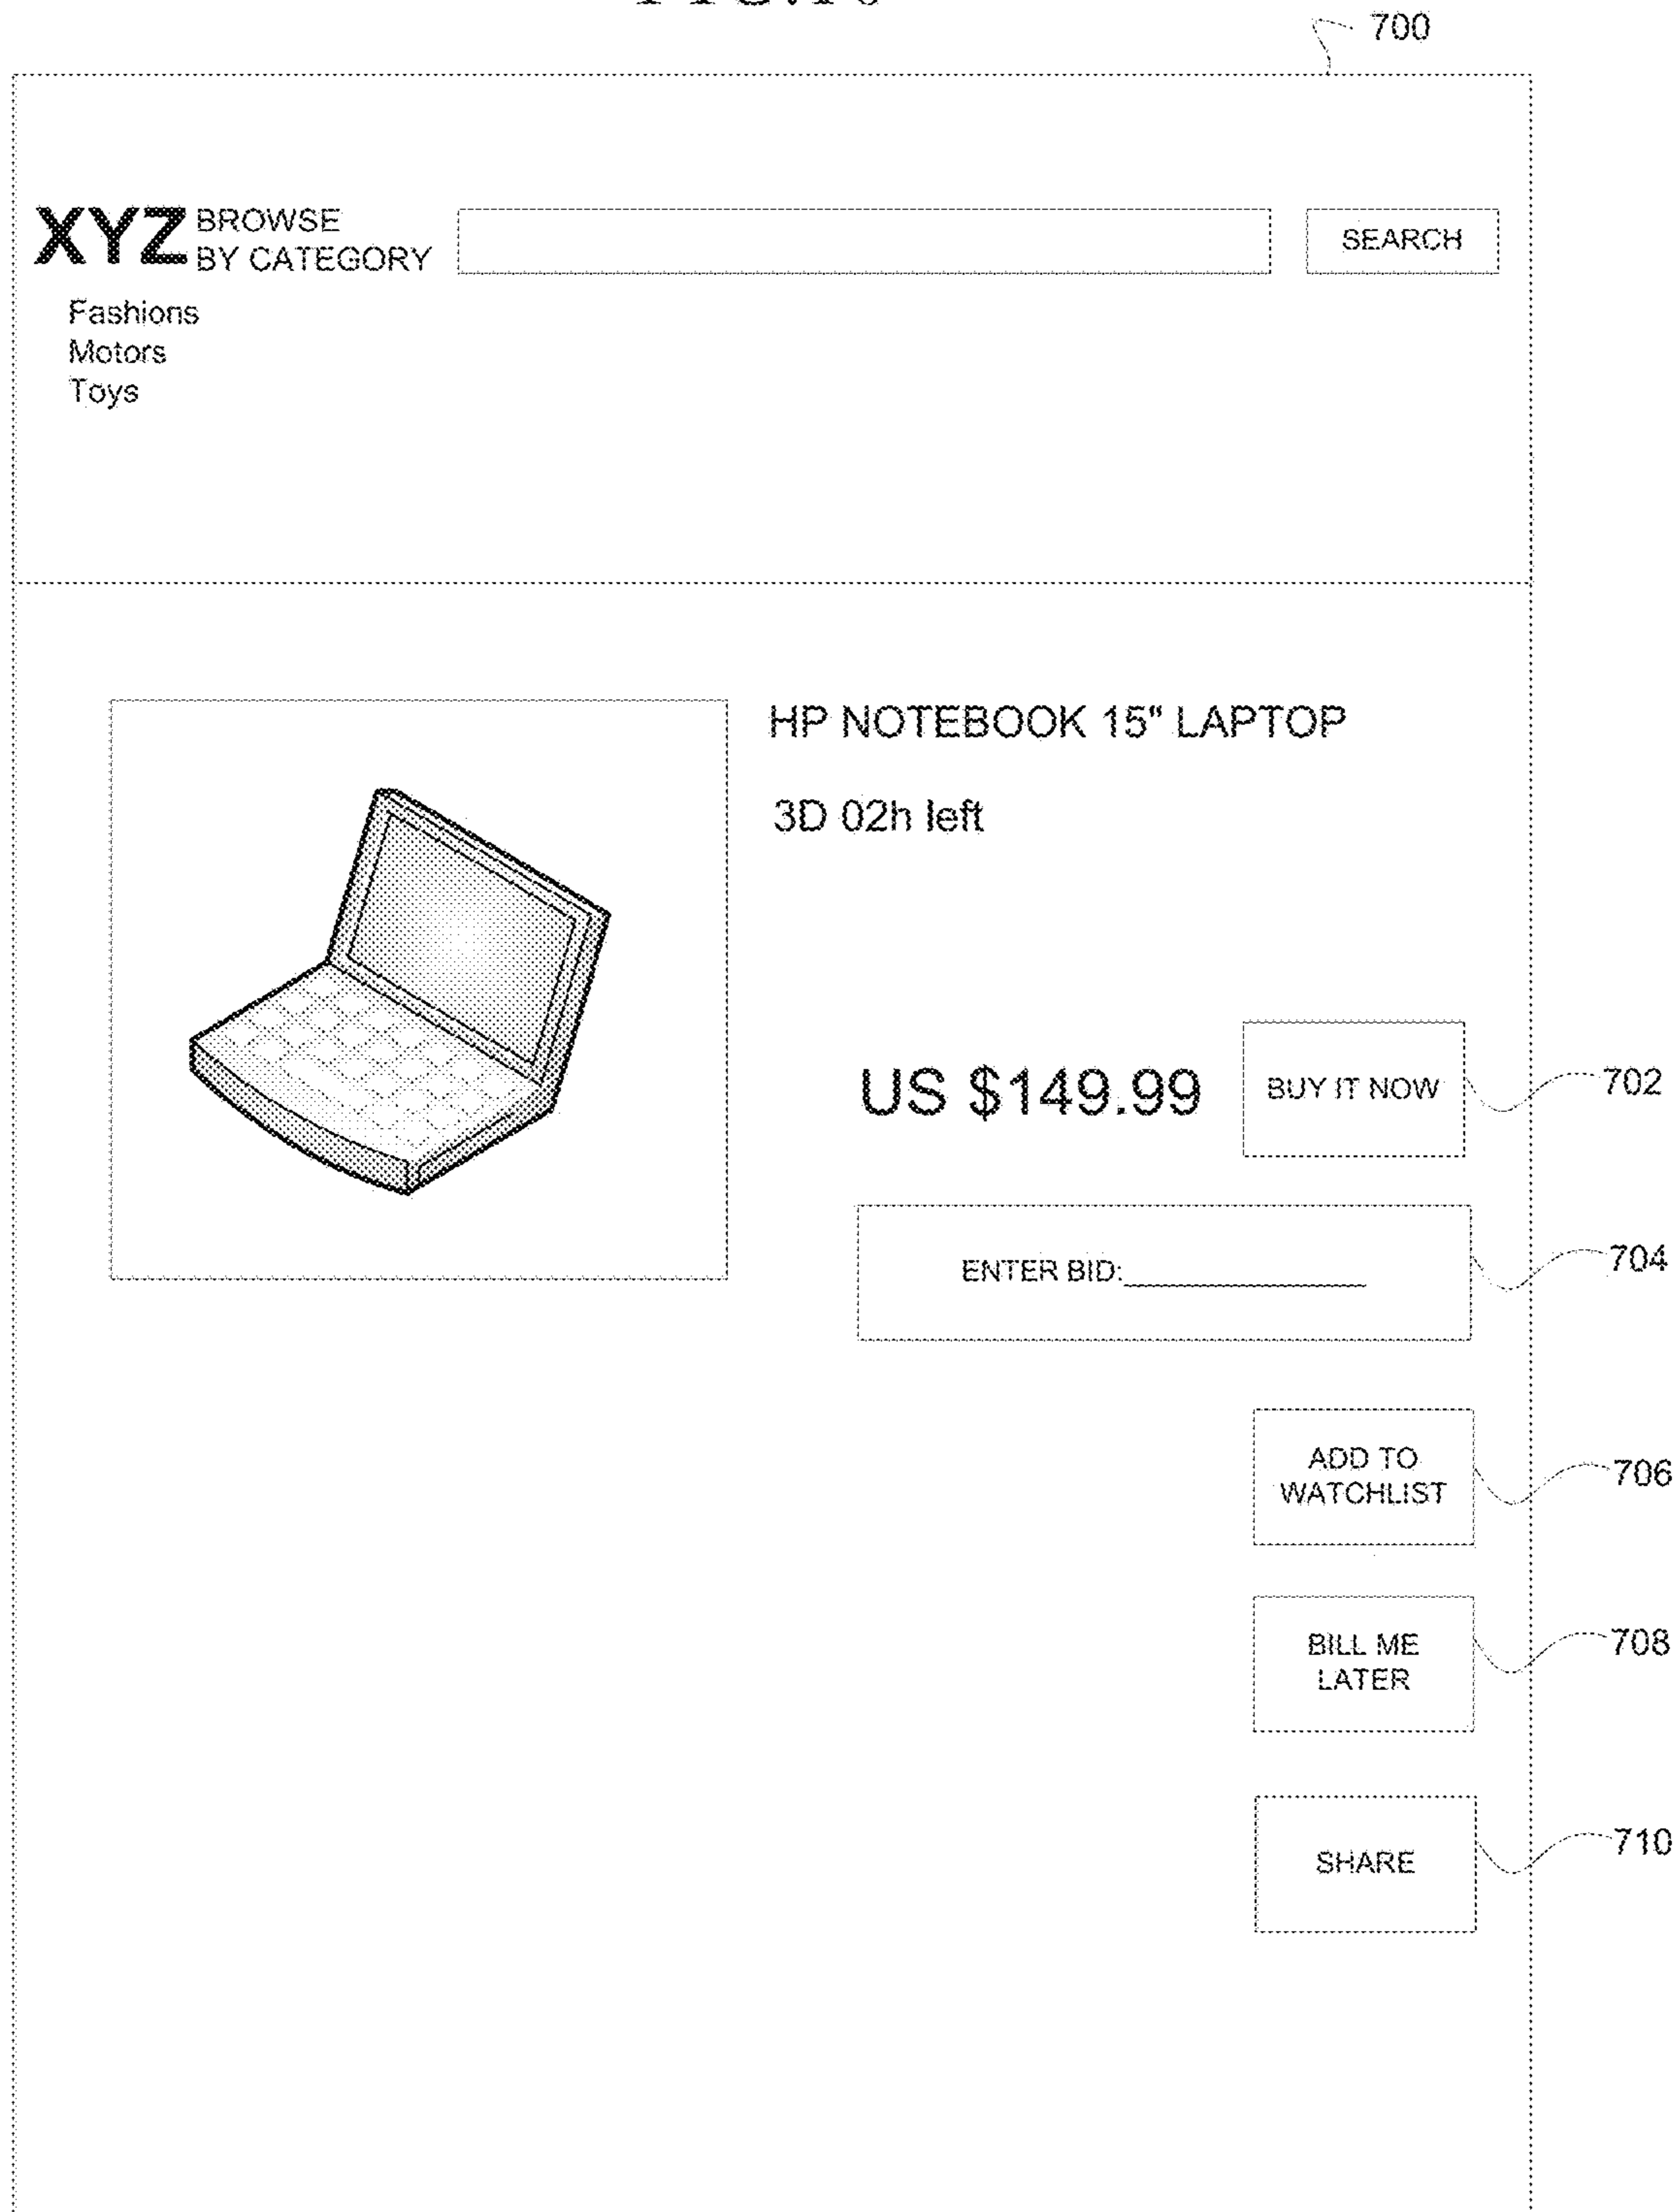 700
XYZ BROWSE
BY CATEGORY
SEARCH
Fashions
Motors
Toys
HP NOTEBOOK 15" LAPTOP
3D 02h left
US $149.99
BUY IT NOW
702
ENTER BID:
704
ADD TO
WATCHLIST
706
BILL ME
LATER
708
SHARE
710